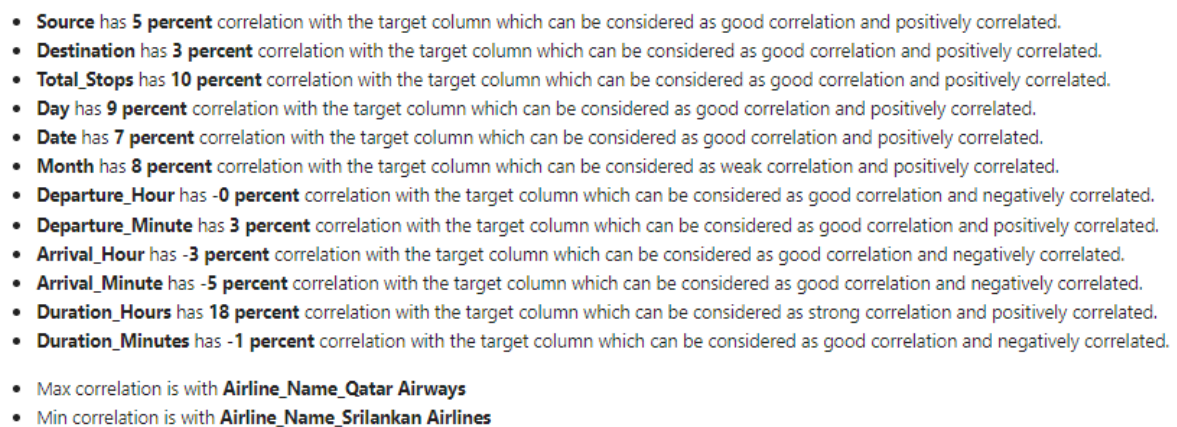 • Source has 5 percent correlation with the target column which can be considered as good correlation and positively correlated.
• Destination has 3 percent correlation with the target column which can be considered as good correlation and positively correlated.
• Total_Stops has 10 percent correlation with the target column which can be considered as good correlation and positively correlated.
• Day has 9 percent correlation with the target column which can be considered as good correlation and positively correlated.
• Date has 7 percent correlation with the target column which can be considered as good correlation and positively correlated.
• Month has 8 percent correlation with the target column which can be considered as weak correlation and positively correlated.
• Departure_Hour has -0 percent correlation with the target column which can be considered as good correlation and negatively correlated.
• Departure_Minute has 3 percent correlation with the target column which can be considered as good correlation and positively correlated.
• Arrival_Hour has -3 percent correlation with the target column which can be considered as good correlation and negatively correlated.
• Arrival_Minute has -5 percent correlation with the target column which can be considered as good correlation and negatively correlated.
• Duration_Hours has 18 percent correlation with the target column which can be considered as strong correlation and positively correlated.
• Duration_Minutes has -1 percent correlation with the target column which can be considered as good correlation and negatively correlated.
• Max correlation is with Airline_Name_Qatar Airways
• Min correlation is with Airline_Name_Srilankan Airlines